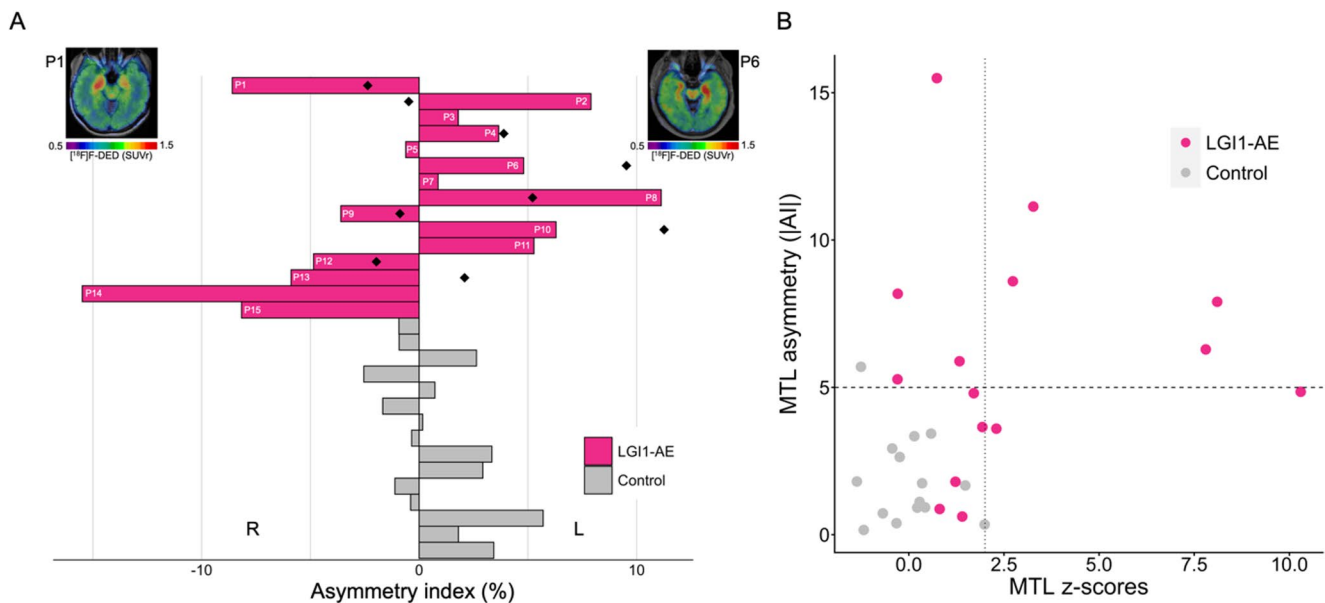 A
B
P1
P6
0.5
1.5
[¹⁸F]F-DED (SUVr)
0.5
1.5
[¹⁸F]F-DED (SUVr)
P1
P2
P3
P4
P5
P6
P7
P8
P9
P10
P11
P12
P13
P14
P15
LGI1-AE
Control
R
L
-10
0
10
Asymmetry index (%)
MTL asymmetry (|AI|)
15
10
5
0
LGI1-AE
Control
0.0
2.5
5.0
7.5
10.0
MTL z-scores